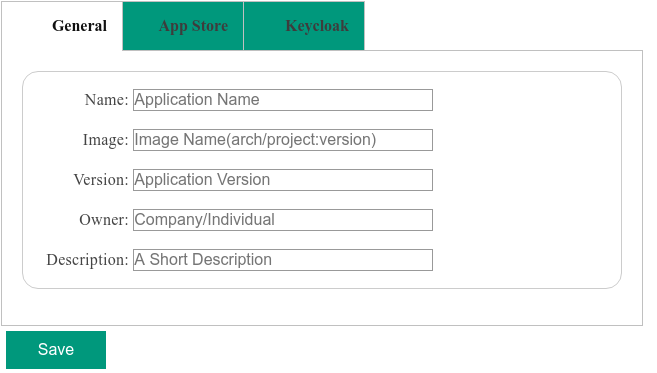 General App Store Keycloak
Name: Application Name
Image: Image Name(arch/project:version)
Version: Application Version
Owner: Company/Individual
Description: A Short Description
Save